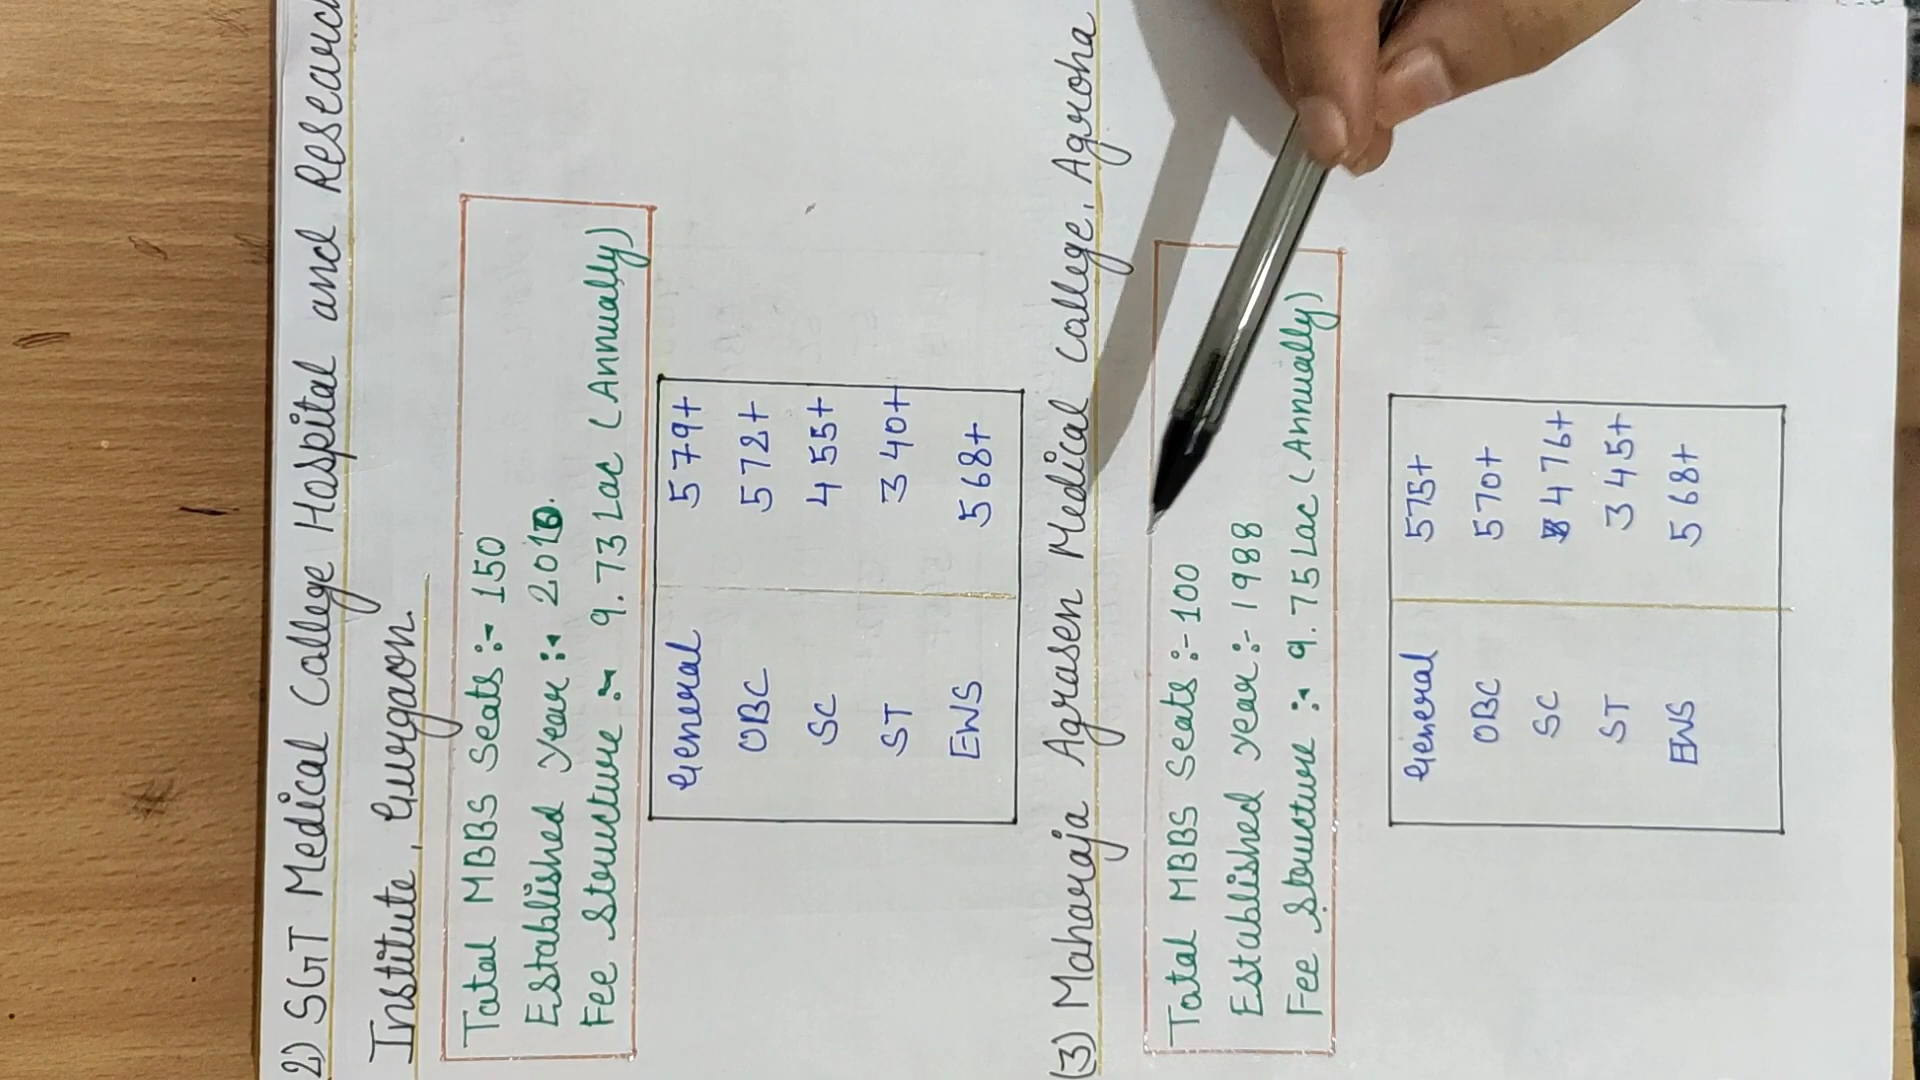 2) SGT Medical College Hospital and Research
Institute, Gurgaon.
Total MBBS Seats :- 150
Established Year :-
Fee Structure :- 9.73 Lac (Annually)
General 579+
OBC 572+
SC 455+
ST 340+
EWS 568+
(3) Maharaja Agrasen Medical College, Agroha
Total MBBS Seats :- 100
Established Year :- 1988
Fee Structure :- 9.75 Lac (Annually)
General 575+
OBC 570+
SC 476+
ST 345+
EWS 568+